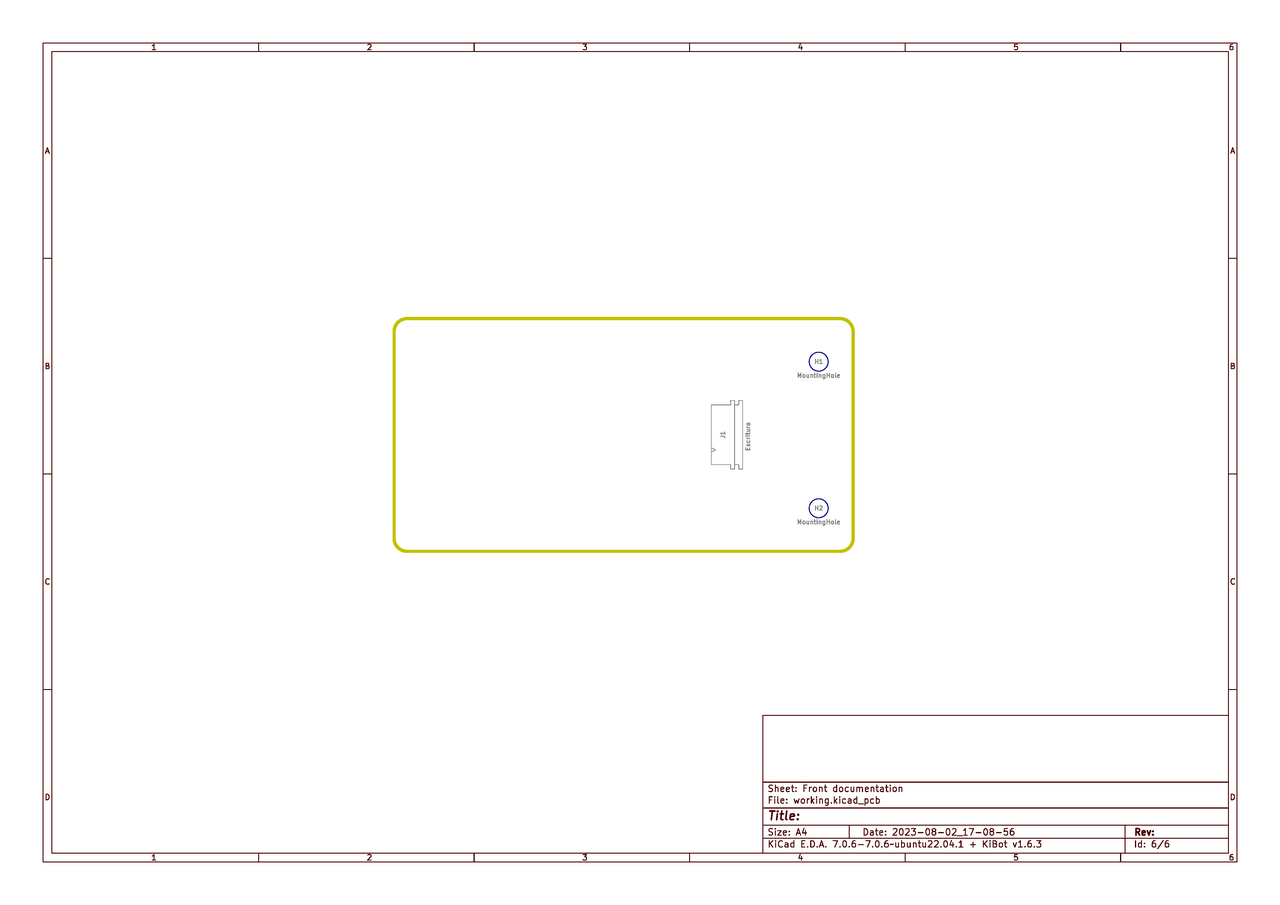 1 2 3 4 5 6
A A
H1
B B
MountingHole
J1
Escritura
H2
MountingHole
C C
Sheet: Front documentation
D D
File: working.kicad_pcb
Title:
Size: A4 Date: 2023-08-02_17-08-56 Rev:
KiCad E.D.A. 7.0.6-7.0.6~ubuntu22.04.1 + KiBot v1.6.3 Id: 6/6
1 2 3 4 5 6